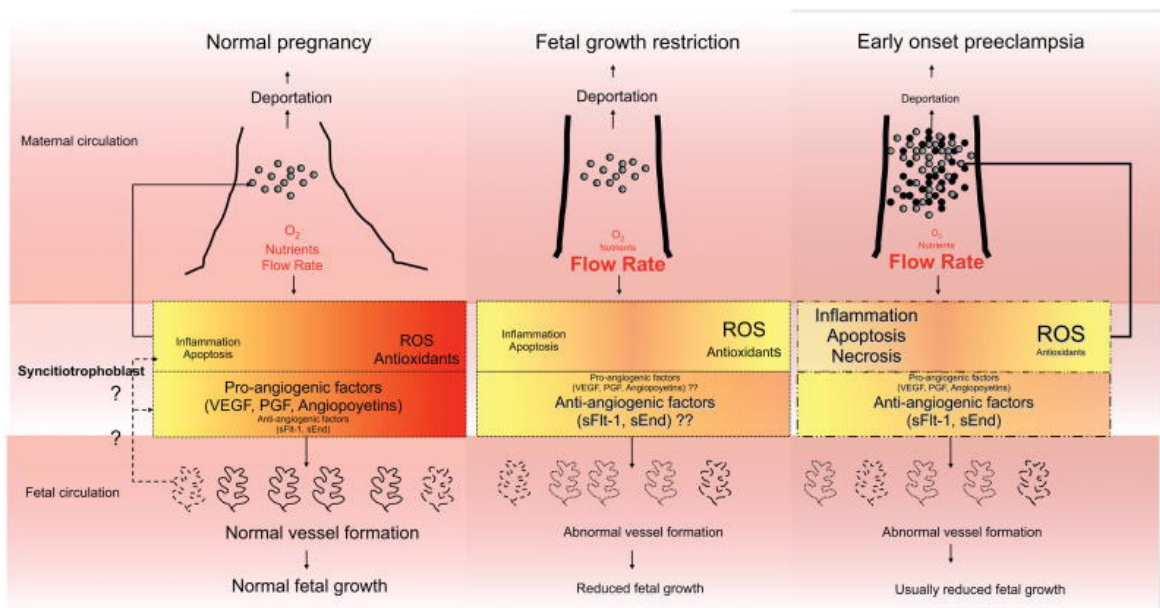 Normal pregnancy
Fetal growth restriction
Early onset preeclampsia
Deportation
Deportation
Deportation
Maternal circulation
O2
Nutrients
Flow Rate
O2
Nutrients
Flow Rate
O2
Nutrients
Flow Rate
Inflammation
Apoptosis
ROS
Antioxidants
Inflammation
Apoptosis
ROS
Antioxidants
Inflammation
Apoptosis
Necrosis
ROS
Antioxidants
Syncitiotrophoblast
?
?
Pro-angiogenic factors
(VEGF, PGF, Angiopoyetins)
Anti-angiogenic factors
(sFlt-1, sEnd)
Pro-angiogenic factors
(VEGF, PGF, Angiopoyetins) ??
Anti-angiogenic factors
(sFlt-1, sEnd) ??
Pro-angiogenic factors
(VEGF, PGF, Angiopoyetins)
Anti-angiogenic factors
(sFlt-1, sEnd)
Fetal circulation
Normal vessel formation
Abnormal vessel formation
Abnormal vessel formation
Normal fetal growth
Reduced fetal growth
Usually reduced fetal growth